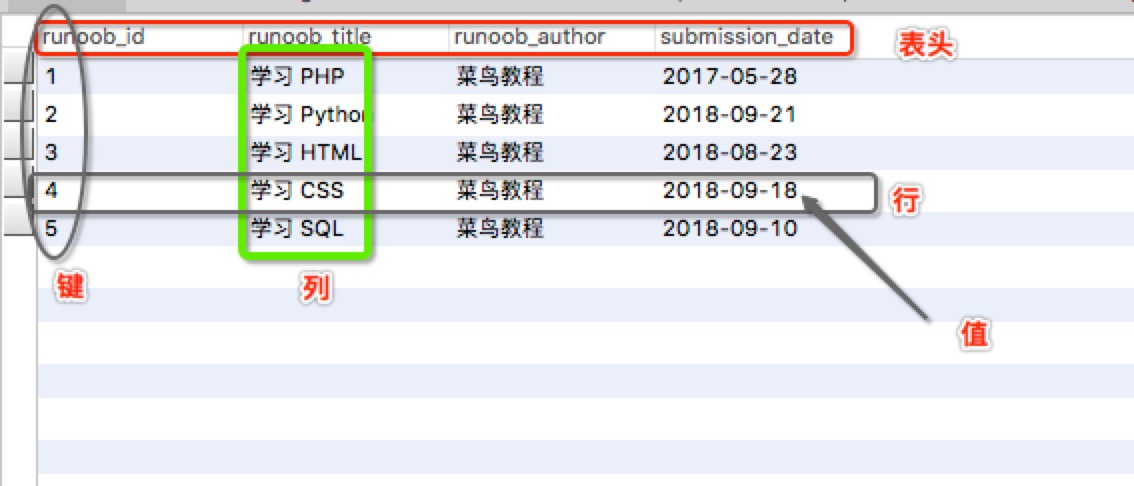 runoob_id runoob_title runoob_author submission_date 表头
1 学习 PHP 菜鸟教程 2017-05-28
2 学习 Python 菜鸟教程 2018-09-21
3 学习 HTML 菜鸟教程 2018-08-23
4 学习 CSS 菜鸟教程 2018-09-18 行
5 学习 SQL 菜鸟教程 2018-09-10
键 列
值